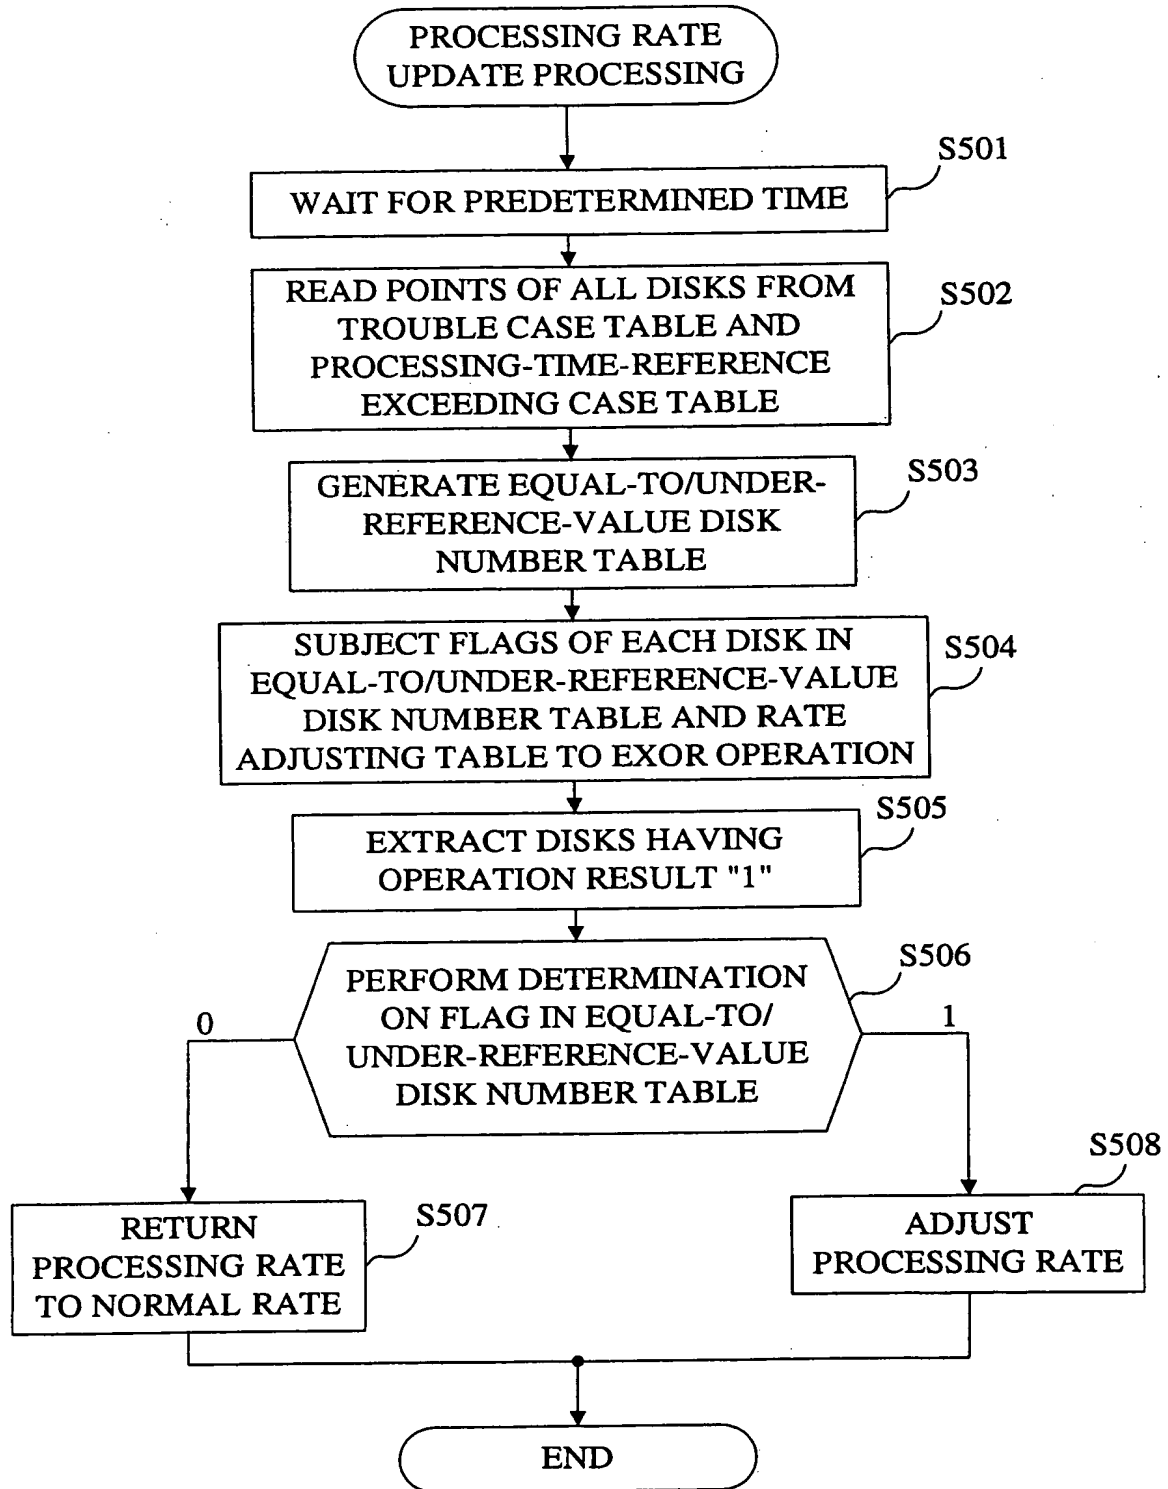 PROCESSING RATE
UPDATE PROCESSING
S501
WAIT FOR PREDETERMINED TIME
S502
READ POINTS OF ALL DISKS FROM
TROUBLE CASE TABLE AND
PROCESSING-TIME-REFERENCE
EXCEEDING CASE TABLE
S503
GENERATE EQUAL-TO/UNDER-
REFERENCE-VALUE DISK
NUMBER TABLE
S504
SUBJECT FLAGS OF EACH DISK IN
EQUAL-TO/UNDER-REFERENCE-VALUE
DISK NUMBER TABLE AND RATE
ADJUSTING TABLE TO EXOR OPERATION
S505
EXTRACT DISKS HAVING
OPERATION RESULT "1"
S506
PERFORM DETERMINATION
ON FLAG IN EQUAL-TO/
UNDER-REFERENCE-VALUE
DISK NUMBER TABLE
0
1
S507
RETURN
PROCESSING RATE
TO NORMAL RATE
S508
ADJUST
PROCESSING RATE
END